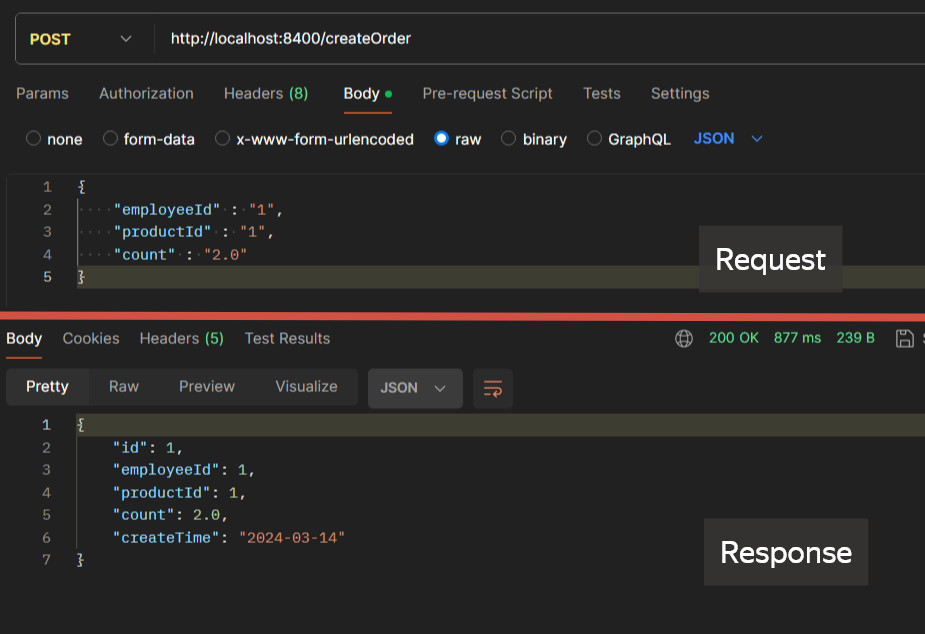 POST http://localhost:8400/createOrder
Params Authorization Headers (8) Body Pre-request Script Tests Settings
none form-data x-www-form-urlencoded raw binary GraphQL JSON
1 {
2 "employeeId" : "1",
3 "productId" : "1",
4 "count" : "2.0"
5 }
Request
Body Cookies Headers (5) Test Results 200 OK 877 ms 239 B
Pretty Raw Preview Visualize JSON
1 {
2 "id": 1,
3 "employeeId": 1,
4 "productId": 1,
5 "count": 2.0,
6 "createTime": "2024-03-14"
7 }
Response